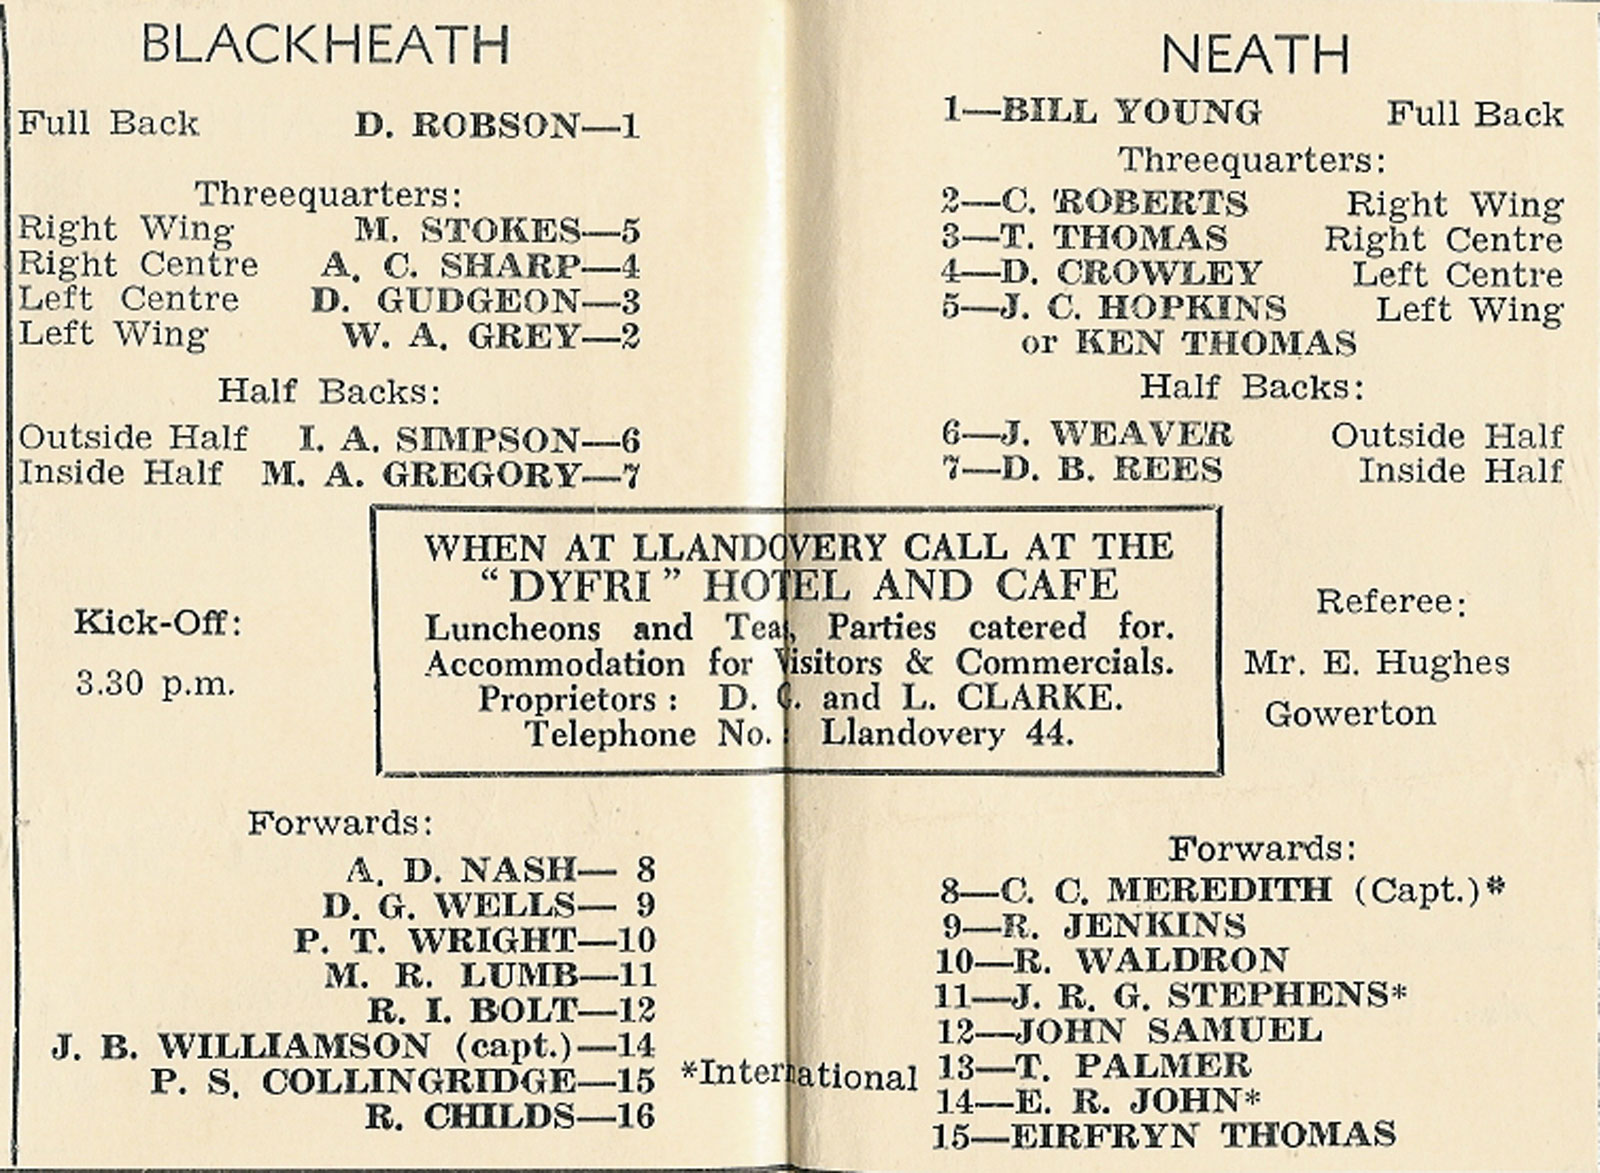 BLACKHEATH
Full Back D. ROBSON—1
Threequarters:
Right Wing M. STOKES—5
Right Centre A. C. SHARP—4
Left Centre D. GUDGEON—3
Left Wing W. A. GREY—2
Half Backs:
Outside Half I. A. SIMPSON—6
Inside Half M. A. GREGORY—7
NEATH
1—BILL YOUNG Full Back
Threequarters:
2—C. ROBERTS Right Wing
3—T. THOMAS Right Centre
4—D. CROWLEY Left Centre
5—J. C. HOPKINS Left Wing
or KEN THOMAS
Half Backs:
6—J. WEAVER Outside Half
7—D. B. REES Inside Half
Kick-Off:
3.30 p.m.
WHEN AT LLANDOVERY CALL AT THE
“DYFRI” HOTEL AND CAFE
Luncheons and Teas, Parties catered for.
Accommodation for Visitors & Commercials.
Proprietors : D. G. and L. CLARKE.
Telephone No. : Llandovery 44.
Referee:
Mr. E. Hughes
Gowerton
Forwards:
A. D. NASH— 8
D. G. WELLS— 9
P. T. WRIGHT—10
M. R. LUMB—11
R. I. BOLT—12
J. B. WILLIAMSON (capt.)—14
P. S. COLLINGRIDGE—15
R. CHILDS—16
*International
Forwards:
8—C. C. MEREDITH (Capt.)*
9—R. JENKINS
10—R. WALDRON
11—J. R. G. STEPHENS*
12—JOHN SAMUEL
13—T. PALMER
14—E. R. JOHN*
15—EIRFRYN THOMAS